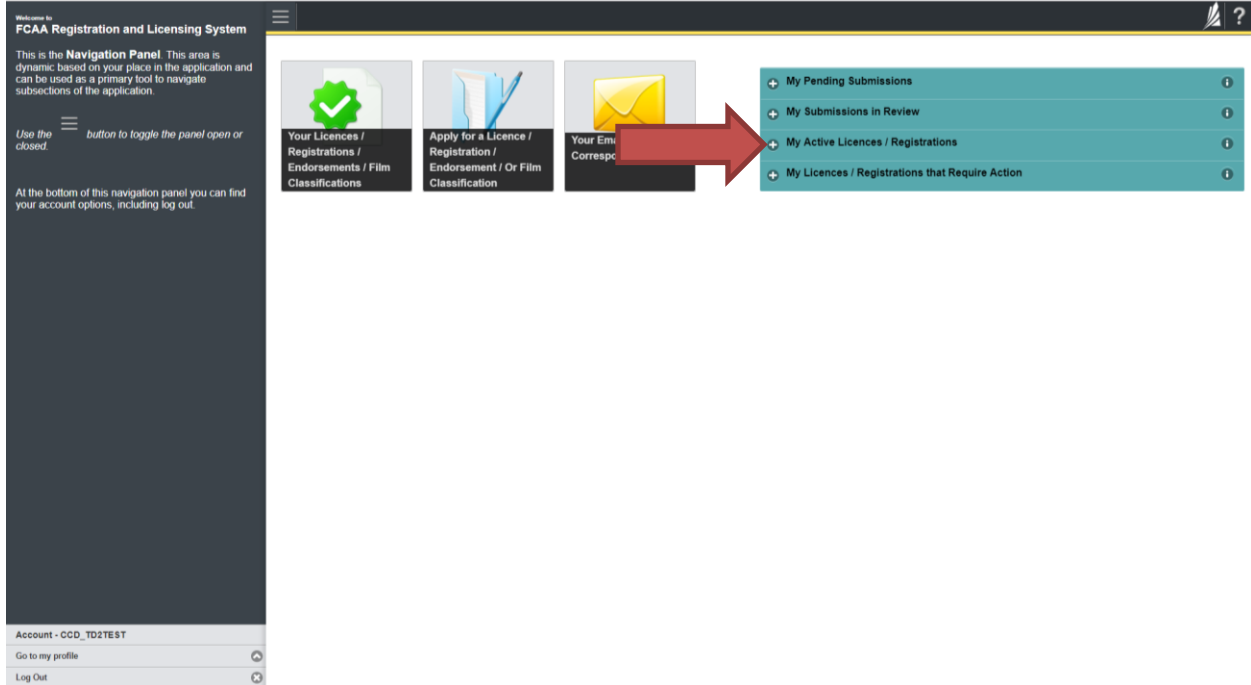 Welcome to
FCAA Registration and Licensing System
This is the Navigation Panel. This area is
dynamic based on your place in the application and
can be used as a primary tool to navigate
subsections of the application.
Use the button to toggle the panel open or
closed.
At the bottom of this navigation panel you can find
your account options, including log out.
Account - CCD_TD2TEST
Go to my profile
Log Out
?
Your Licences /
Registrations /
Endorsements / Film
Classifications
Apply for a Licence /
Registration /
Endorsement / Or Film
Classification
Your
My Pending Submissions
My Submissions in Review
My Active Licences / Registrations
My Licences / Registrations that Require Action